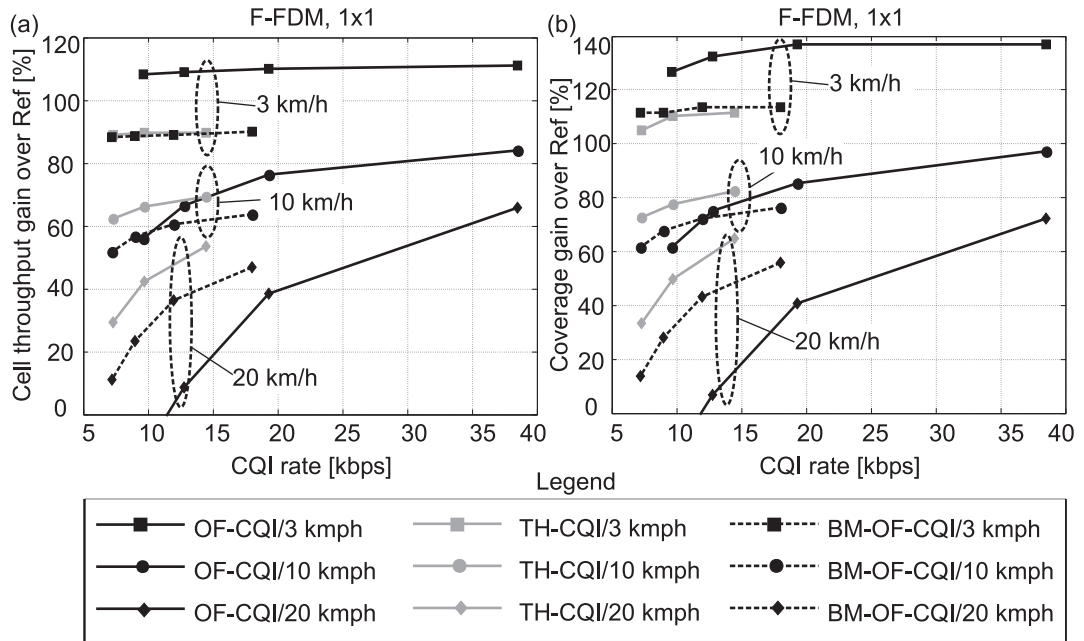 (a)
F-FDM, 1x1
Cell throughput gain over Ref [%]
120
100
80
60
40
20
0
3 km/h
10 km/h
20 km/h
5 10 15 20 25 30 35 40
CQI rate [kbps]
(b)
F-FDM, 1x1
Coverage gain over Ref [%]
140
120
100
80
60
40
20
0
3 km/h
10 km/h
20 km/h
5 10 15 20 25 30 35 40
CQI rate [kbps]
Legend
OF-CQI/3 kmph TH-CQI/3 kmph BM-OF-CQI/3 kmph
OF-CQI/10 kmph TH-CQI/10 kmph BM-OF-CQI/10 kmph
OF-CQI/20 kmph TH-CQI/20 kmph BM-OF-CQI/20 kmph